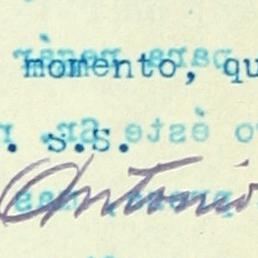 momento, qu
. s.s.
Antonio